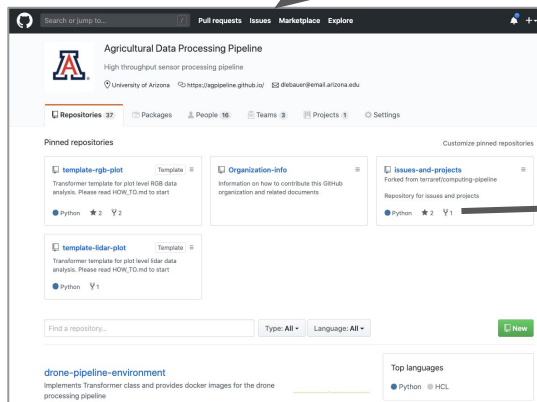 Search or jump to... / Pull requests Issues Marketplace Explore
Agricultural Data Processing Pipeline
High throughput sensor processing pipeline
University of Arizona https://agpipeline.github.io/ dlebauer@email.arizona.edu
Repositories 37 Packages People 16 Teams 3 Projects 1 Settings
Pinned repositories Customize pinned repositories
template-rgb-plot Template
Transformer template for plot level RGB data
analysis. Please read HOW_TO.md to start
Python 2 2
Organization-info
Information on how to contribute this GitHub
organization and related documents
issues-and-projects
Forked from terraref/computing-pipeline
Repository for issues and projects
Python 2 1
template-lidar-plot Template
Transformer template for plot level lidar data
analysis. Please read HOW_TO.md to start
Python 1
Find a repository... Type: All Language: All New
drone-pipeline-environment
Implements Transformer class and provides docker images for the drone
processing pipeline
Top languages
Python HCL